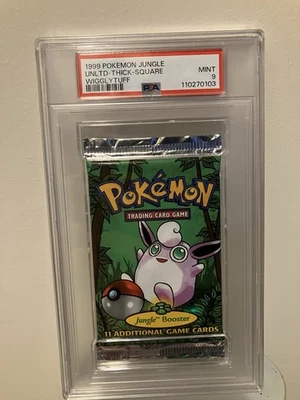 1999 POKEMON JUNGLE
UNLTD-THICK-SQUARE MINT
WIGGLYTUFF 9
PSA 110270103
POKéMON
TRADING CARD GAME
Jungle™ Booster
11 ADDITIONAL GAME CARDS